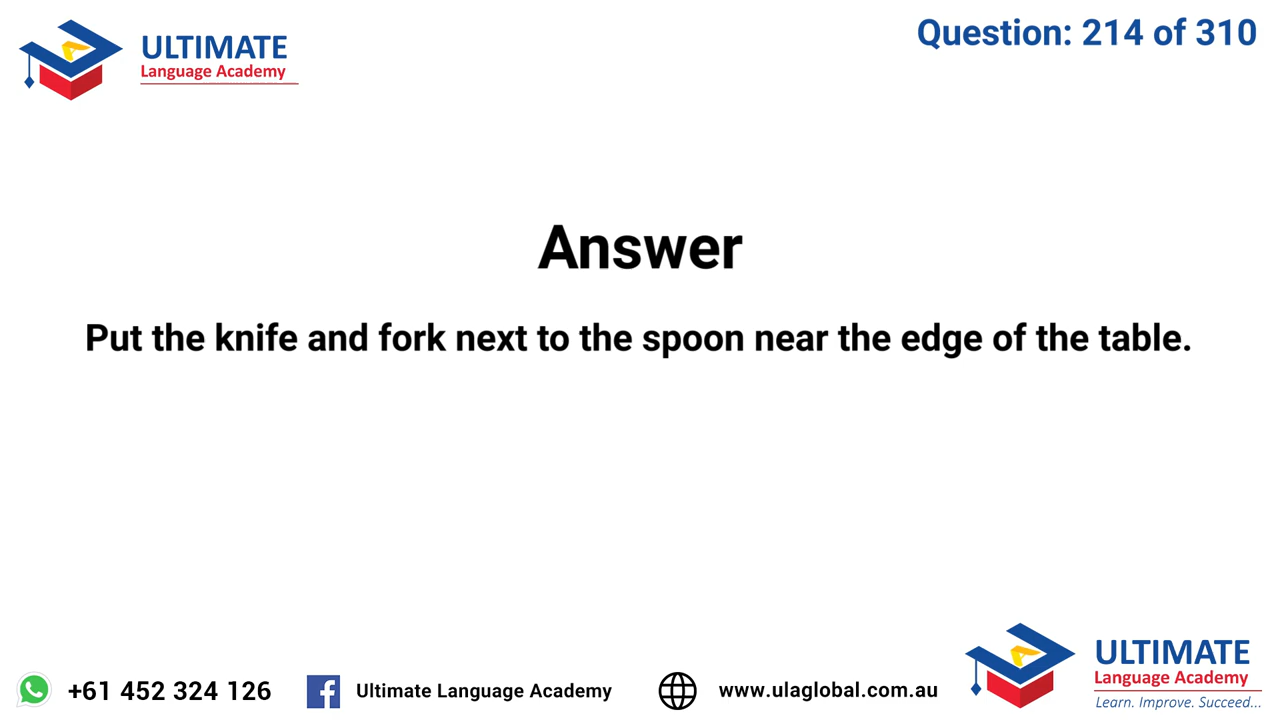 ULTIMATE
Language Academy
Question: 214 of 310
Answer
Put the knife and fork next to the spoon near the edge of the table.
+61 452 324 126
Ultimate Language Academy
www.ulaglobal.com.au
ULTIMATE
Language Academy
Learn. Improve. Succeed...